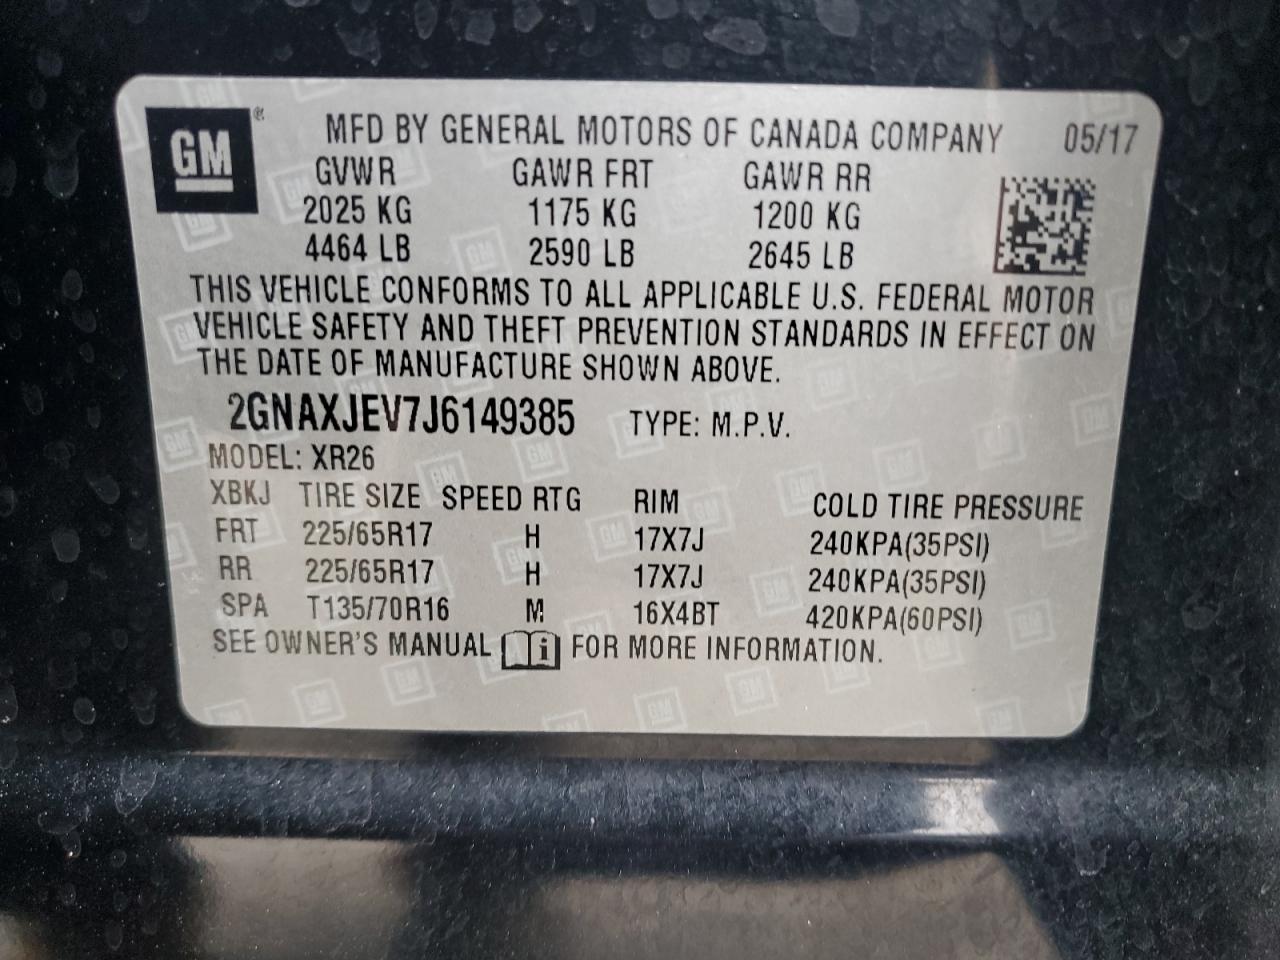 GM ® MFD BY GENERAL MOTORS OF CANADA COMPANY 05/17
GVWR GAWR FRT GAWR RR
2025 KG 1175 KG 1200 KG
4464 LB 2590 LB 2645 LB
THIS VEHICLE CONFORMS TO ALL APPLICABLE U.S. FEDERAL MOTOR
VEHICLE SAFETY AND THEFT PREVENTION STANDARDS IN EFFECT ON
THE DATE OF MANUFACTURE SHOWN ABOVE.
2GNAXJEV7J6149385 TYPE: M.P.V.
MODEL: XR26
XBKJ TIRE SIZE SPEED RTG RIM COLD TIRE PRESSURE
FRT 225/65R17 H 17X7J 240KPA(35PSI)
RR 225/65R17 H 17X7J 240KPA(35PSI)
SPA T135/70R16 M 16X4BT 420KPA(60PSI)
SEE OWNER'S MANUAL i FOR MORE INFORMATION.